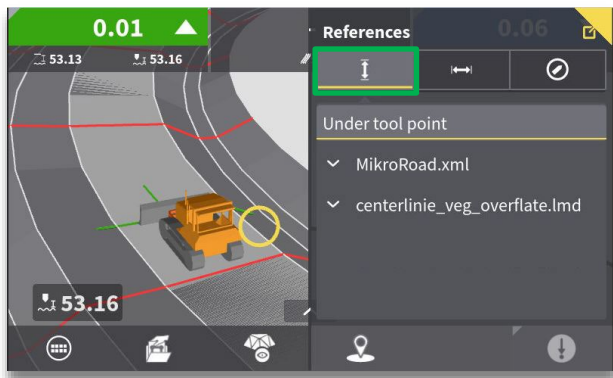 0.01
53.13
53.16
53.16
References
0.06
Under tool point
MikroRoad.xml
centerlinie_veg_overflate.lmd